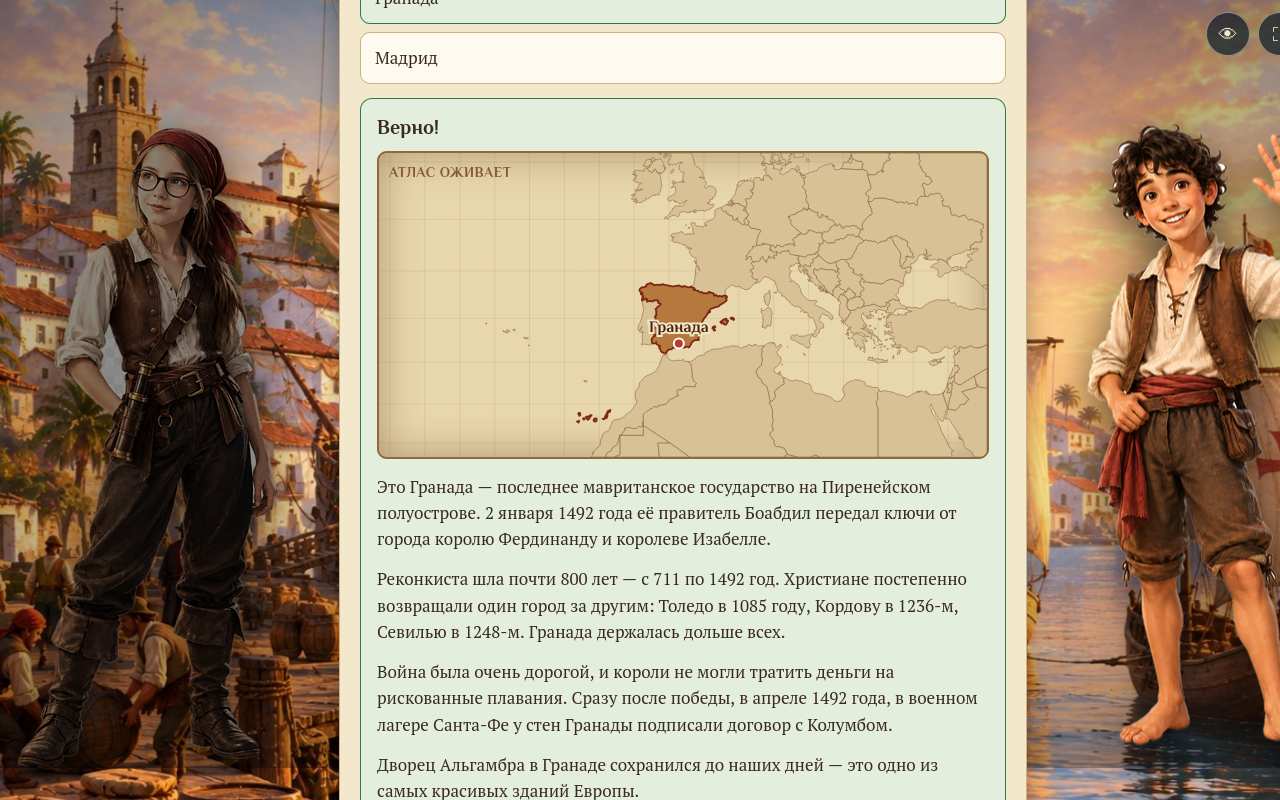 Гранада
Мадрид
Верно!
АТЛАС ОЖИВАЕТ
Гранада
Это Гранада — последнее мавританское государство на Пиренейском
полуострове. 2 января 1492 года её правитель Боабдил передал ключи от
города королю Фердинанду и королеве Изабелле.
Реконкиста шла почти 800 лет — с 711 по 1492 год. Христиане постепенно
возвращали один город за другим: Толедо в 1085 году, Кордову в 1236-м,
Севилью в 1248-м. Гранада держалась дольше всех.
Война была очень дорогой, и короли не могли тратить деньги на
рискованные плавания. Сразу после победы, в апреле 1492 года, в военном
лагере Санта-Фе у стен Гранады подписали договор с Колумбом.
Дворец Альгамбра в Гранаде сохранился до наших дней — это одно из
самых красивых зданий Европы.